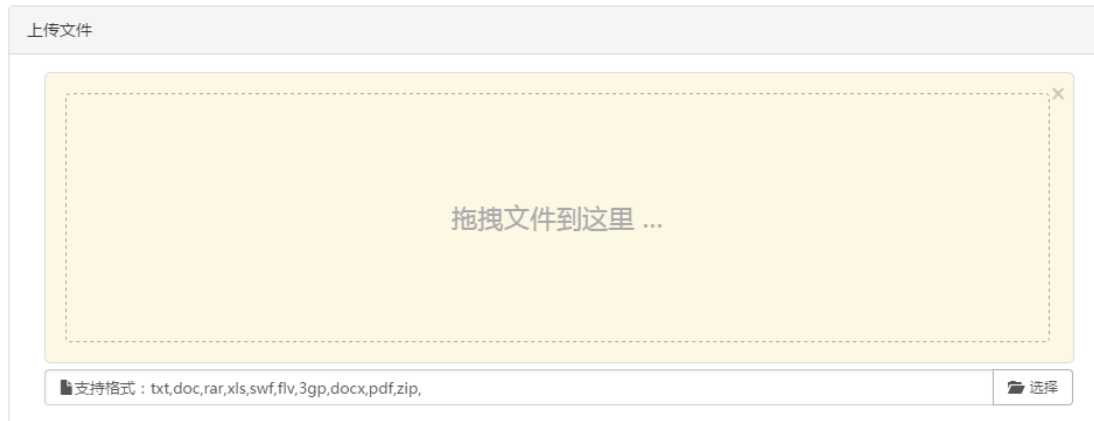 上传文件
×
拖拽文件到这里 ...
支持格式：txt,doc,rar,xls,swf,flv,3gp,docx,pdf,zip,
选择